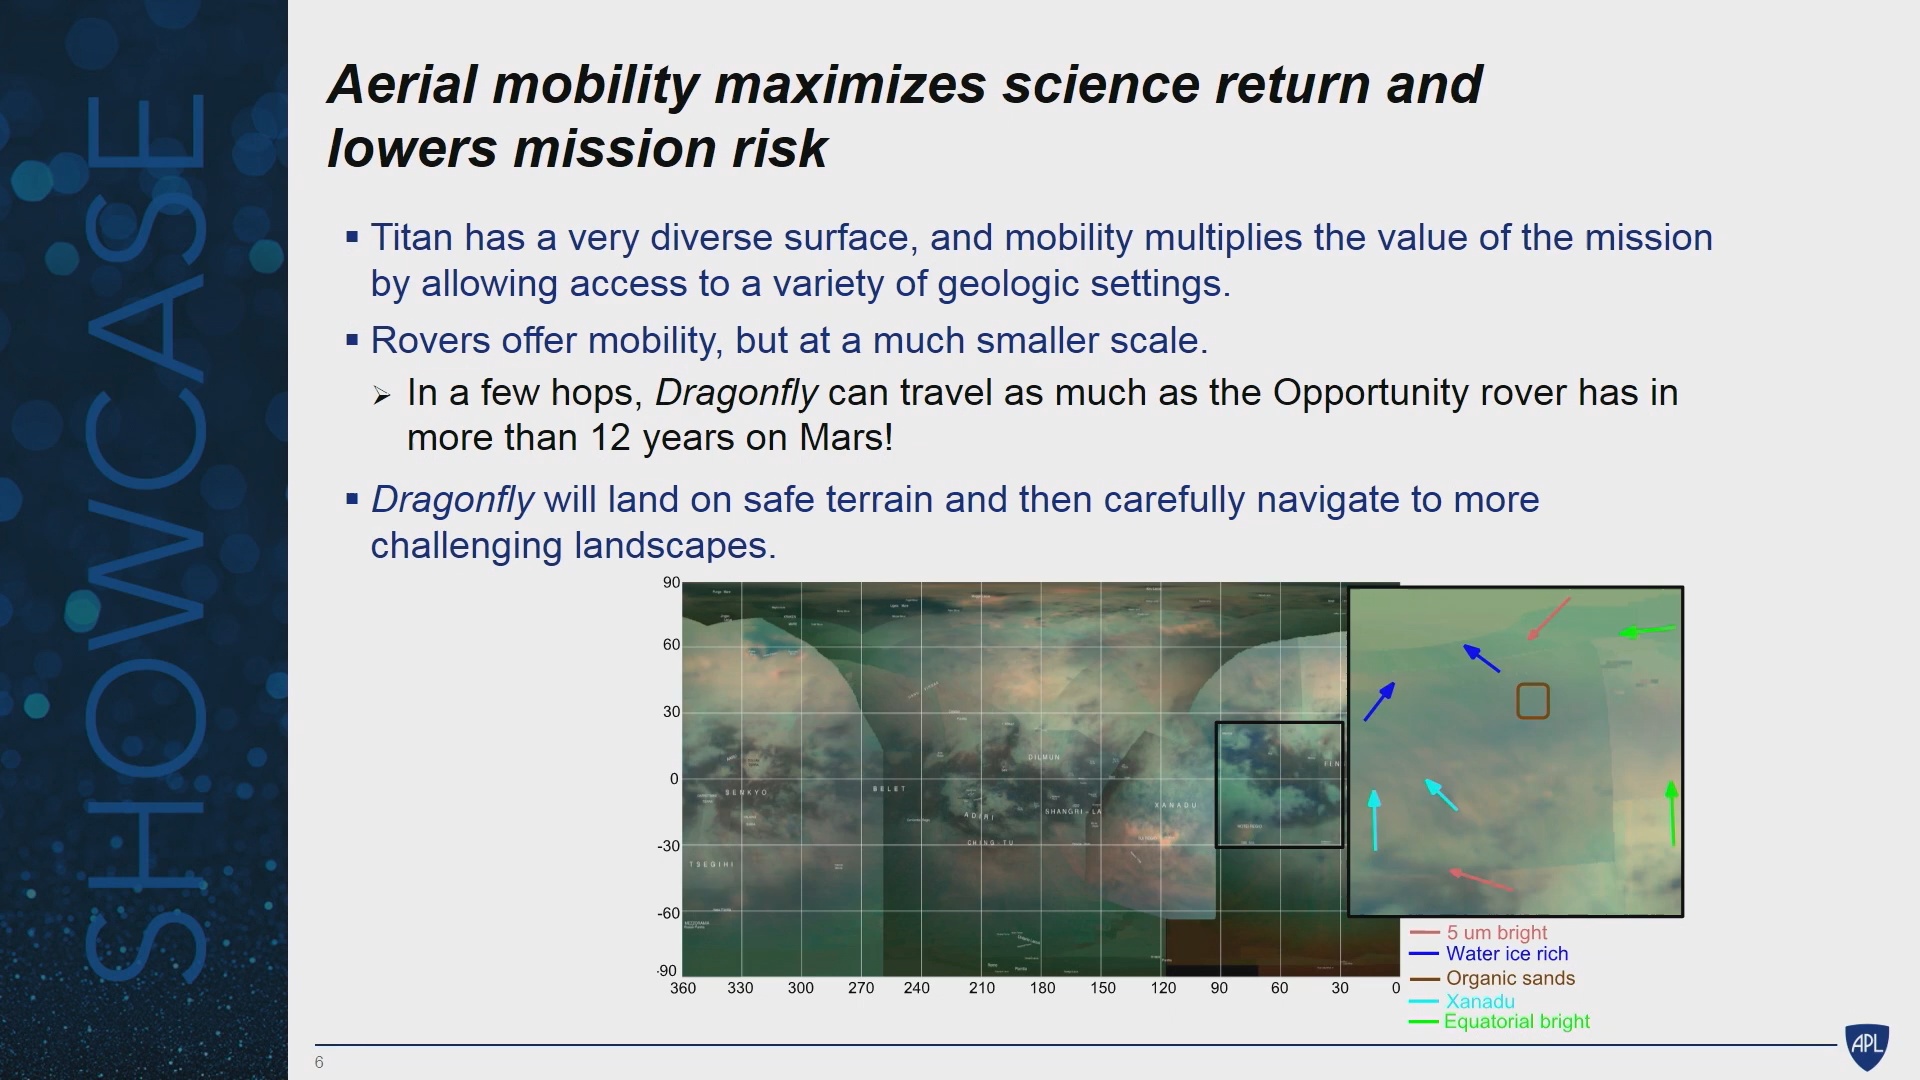 SHOWCASE
Aerial mobility maximizes science return and
lowers mission risk
▪ Titan has a very diverse surface, and mobility multiplies the value of the mission
by allowing access to a variety of geologic settings.
▪ Rovers offer mobility, but at a much smaller scale.
➢ In a few hops, Dragonfly can travel as much as the Opportunity rover has in
more than 12 years on Mars!
▪ Dragonfly will land on safe terrain and then carefully navigate to more
challenging landscapes.
90
60
30
0
-30
-60
-90
DILMUN
SENKYO
BELET
ADIRI
SHANGRI-LA
XANADU
CHING-TU
TSEGIHI
360 330 300 270 240 210 180 150 120 90 60 30 0
5 um bright
Water ice rich
Organic sands
Xanadu
Equatorial bright
6
APL